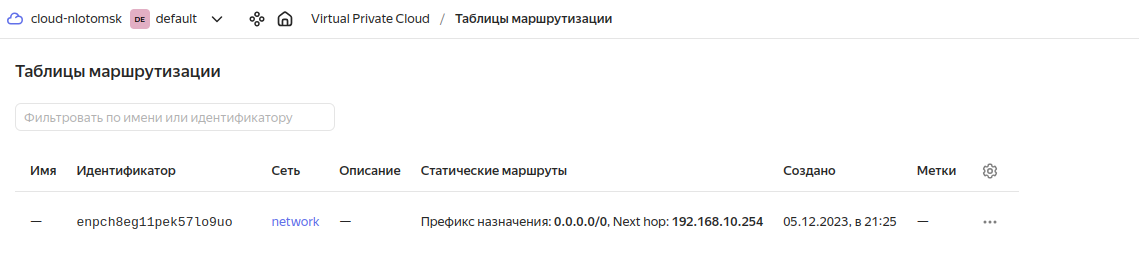 cloud-nlotomsk DE default Virtual Private Cloud / Таблицы маршрутизации
Таблицы маршрутизации
Фильтровать по имени или идентификатору
Имя Идентификатор Сеть Описание Статические маршруты Создано Метки
— enpch8eg11pek57lo9uo network — Префикс назначения: 0.0.0.0/0, Next hop: 192.168.10.254 05.12.2023, в 21:25 —